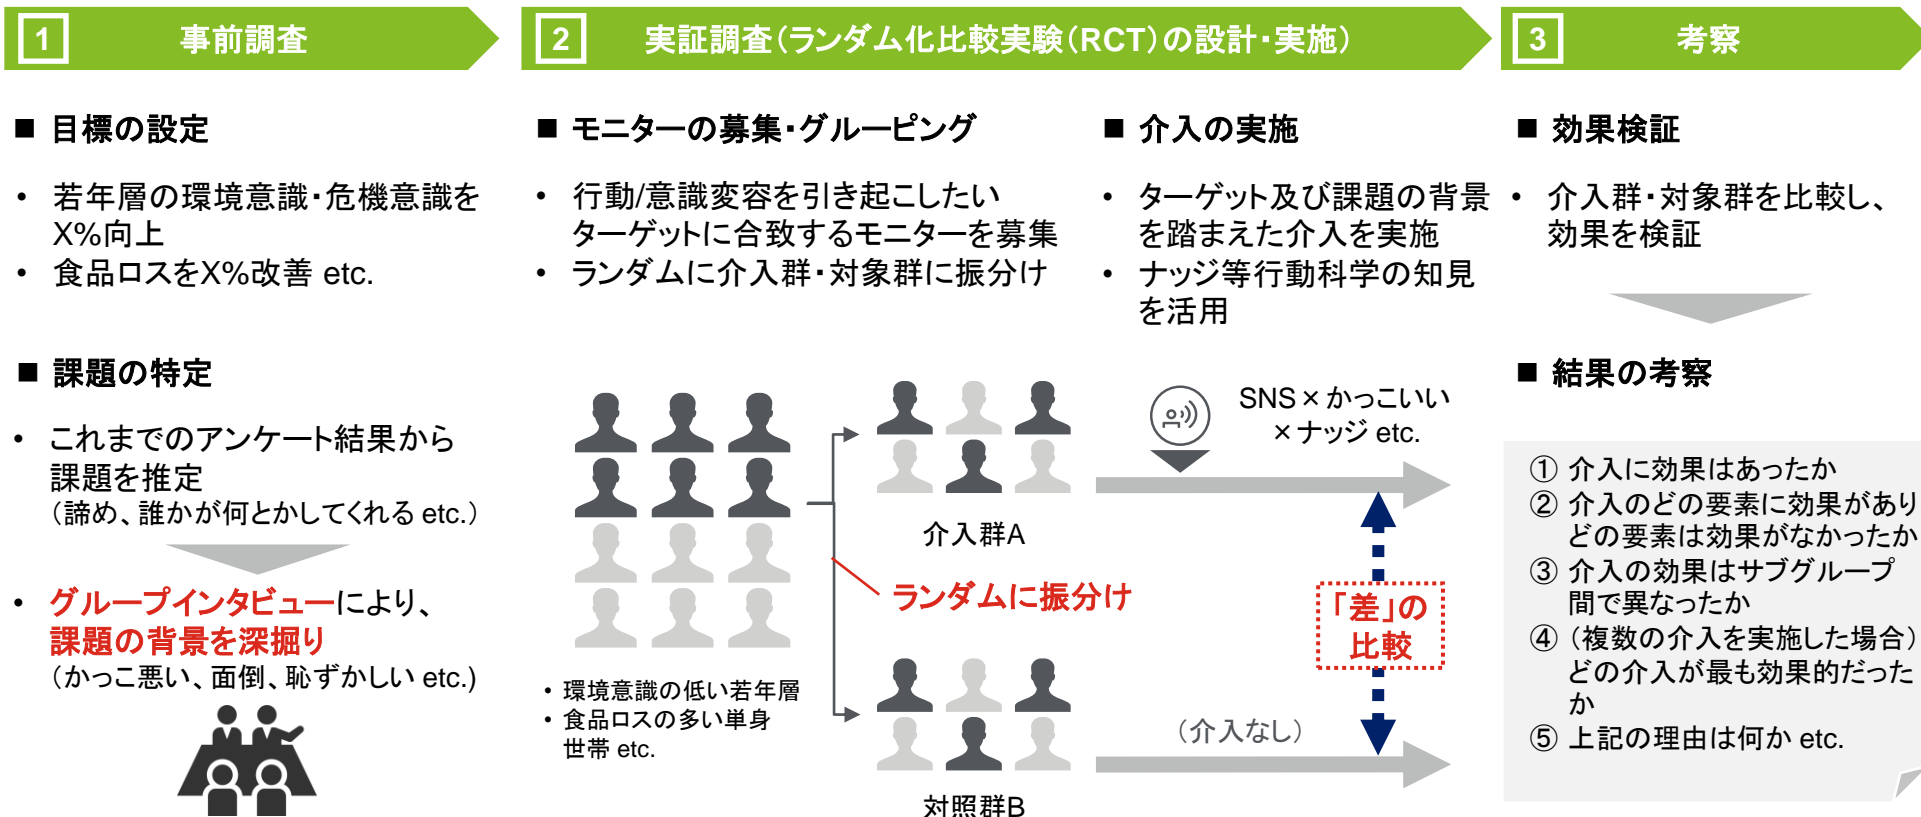 1 事前調査
■ 目標の設定
• 若年層の環境意識・危機意識を
X%向上
• 食品ロスをX%改善 etc.
■ 課題の特定
• これまでのアンケート結果から
課題を推定
（諦め、誰かが何とかしてくれる etc.）
• グループインタビューにより、
課題の背景を深掘り
（かっこ悪い、面倒、恥ずかしい etc.)
2 実証調査（ランダム化比較実験（RCT）の設計・実施）
■ モニターの募集・グルーピング
• 行動/意識変容を引き起こしたい
ターゲットに合致するモニターを募集
• ランダムに介入群・対象群に振分け
• 環境意識の低い若年層
• 食品ロスの多い単身
世帯 etc.
介入群A
ランダムに振分け
対照群B
■ 介入の実施
• ターゲット及び課題の背景
を踏まえた介入を実施
• ナッジ等行動科学の知見
を活用
SNS×かっこいい
×ナッジ etc.
「差」の
比較
（介入なし）
3 考察
■ 効果検証
• 介入群・対象群を比較し、
効果を検証
■ 結果の考察
① 介入に効果はあったか
② 介入のどの要素に効果があり
どの要素は効果がなかったか
③ 介入の効果はサブグループ
間で異なったか
④ （複数の介入を実施した場合）
どの介入が最も効果的だった
か
⑤ 上記の理由は何か etc.